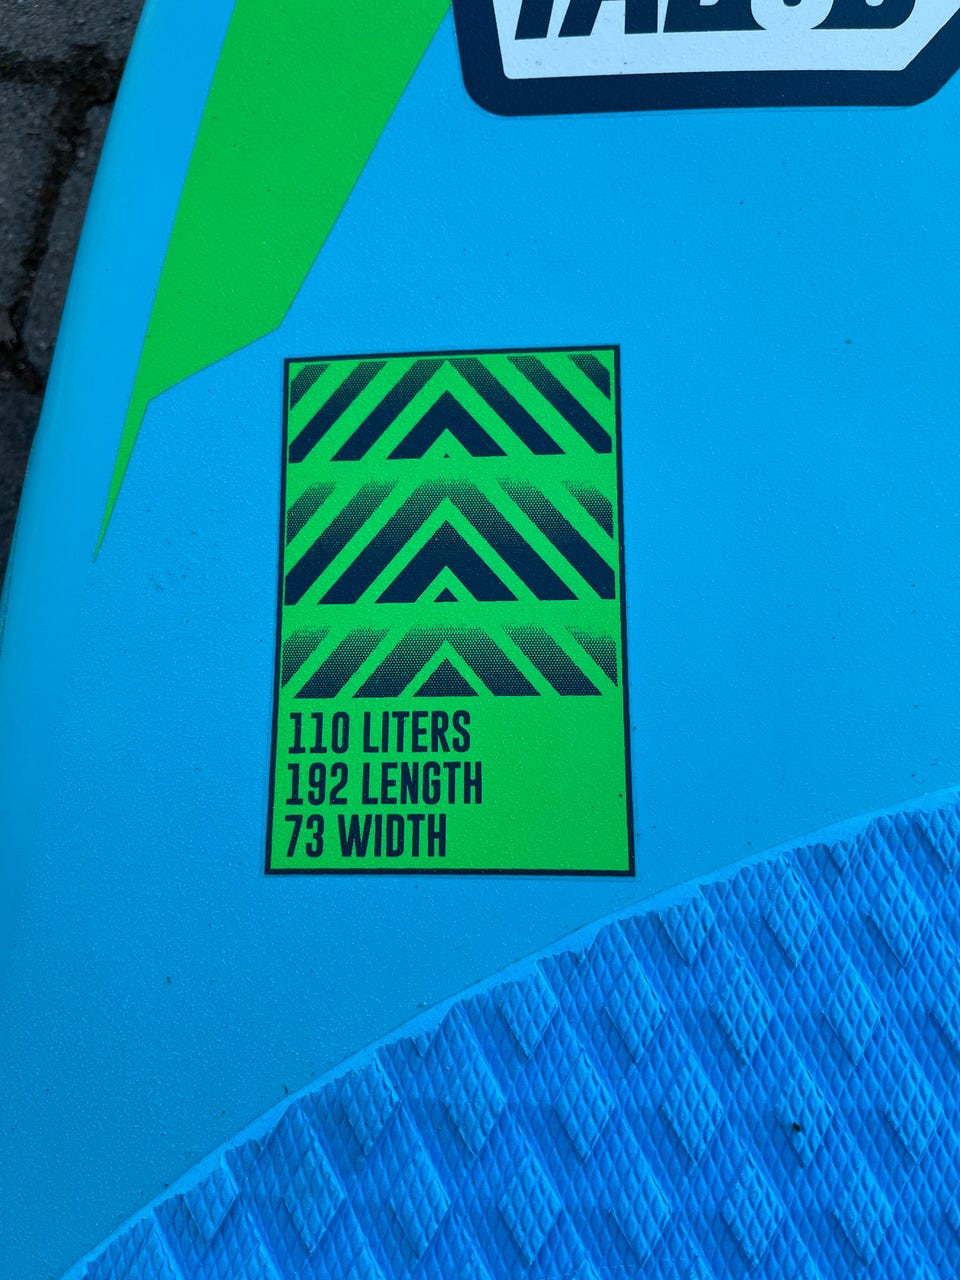 110 LITERS
192 LENGTH
73 WIDTH